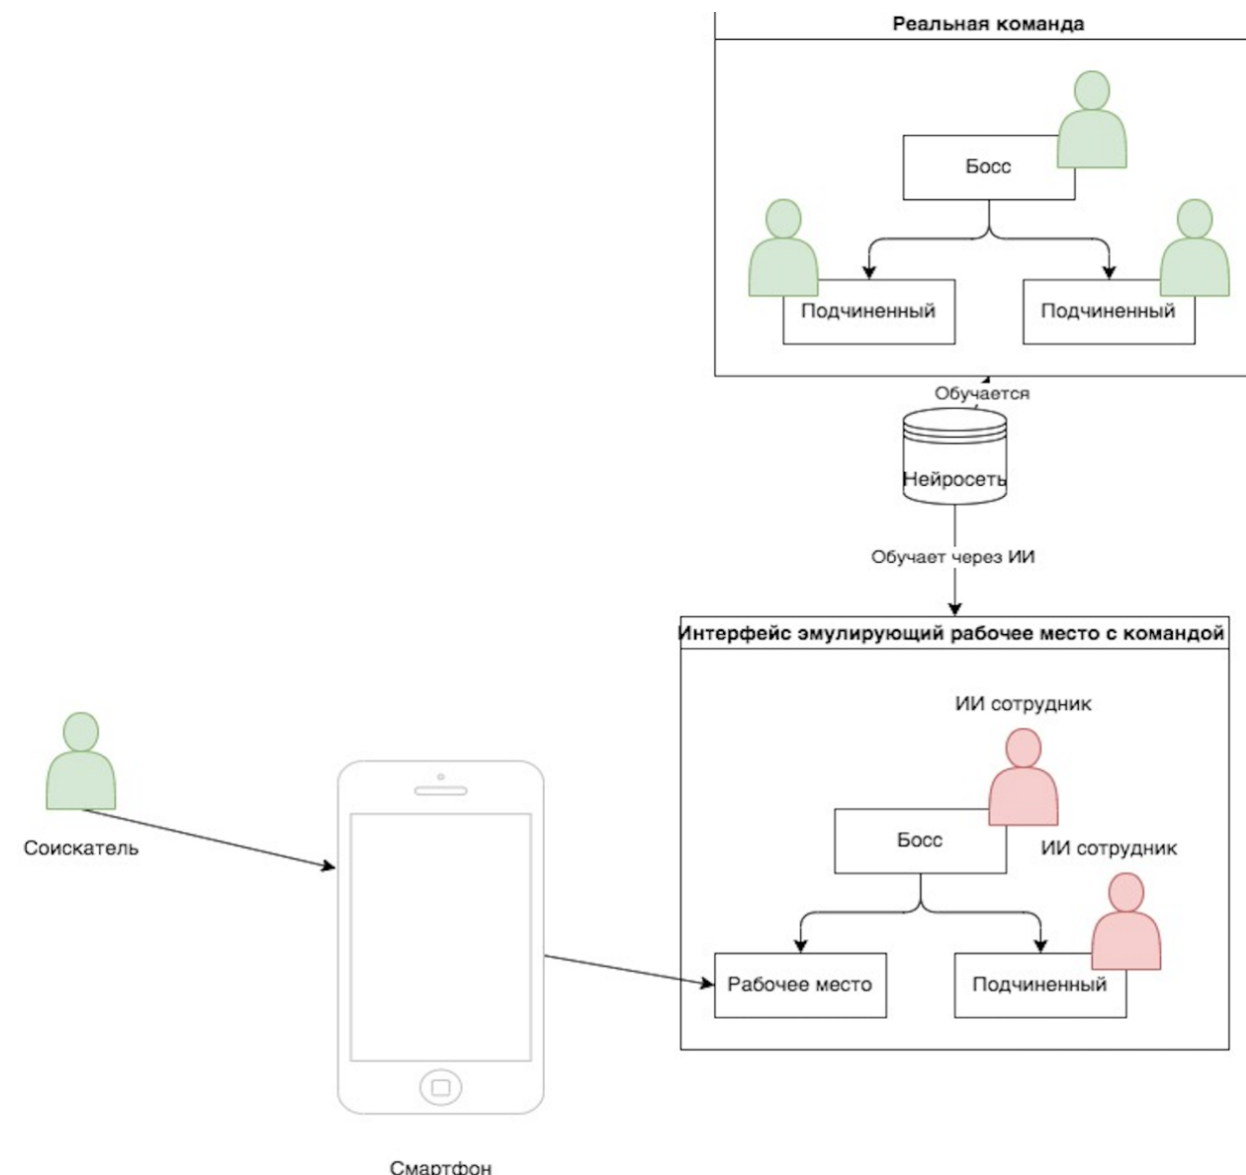 Реальная команда
Босс
Подчиненный
Подчиненный
Обучается
Нейросеть
Обучает через ИИ
Интерфейс эмулирующий рабочее место с командой
ИИ сотрудник
Босс
ИИ сотрудник
Соискатель
Рабочее место
Подчиненный
Смартфон